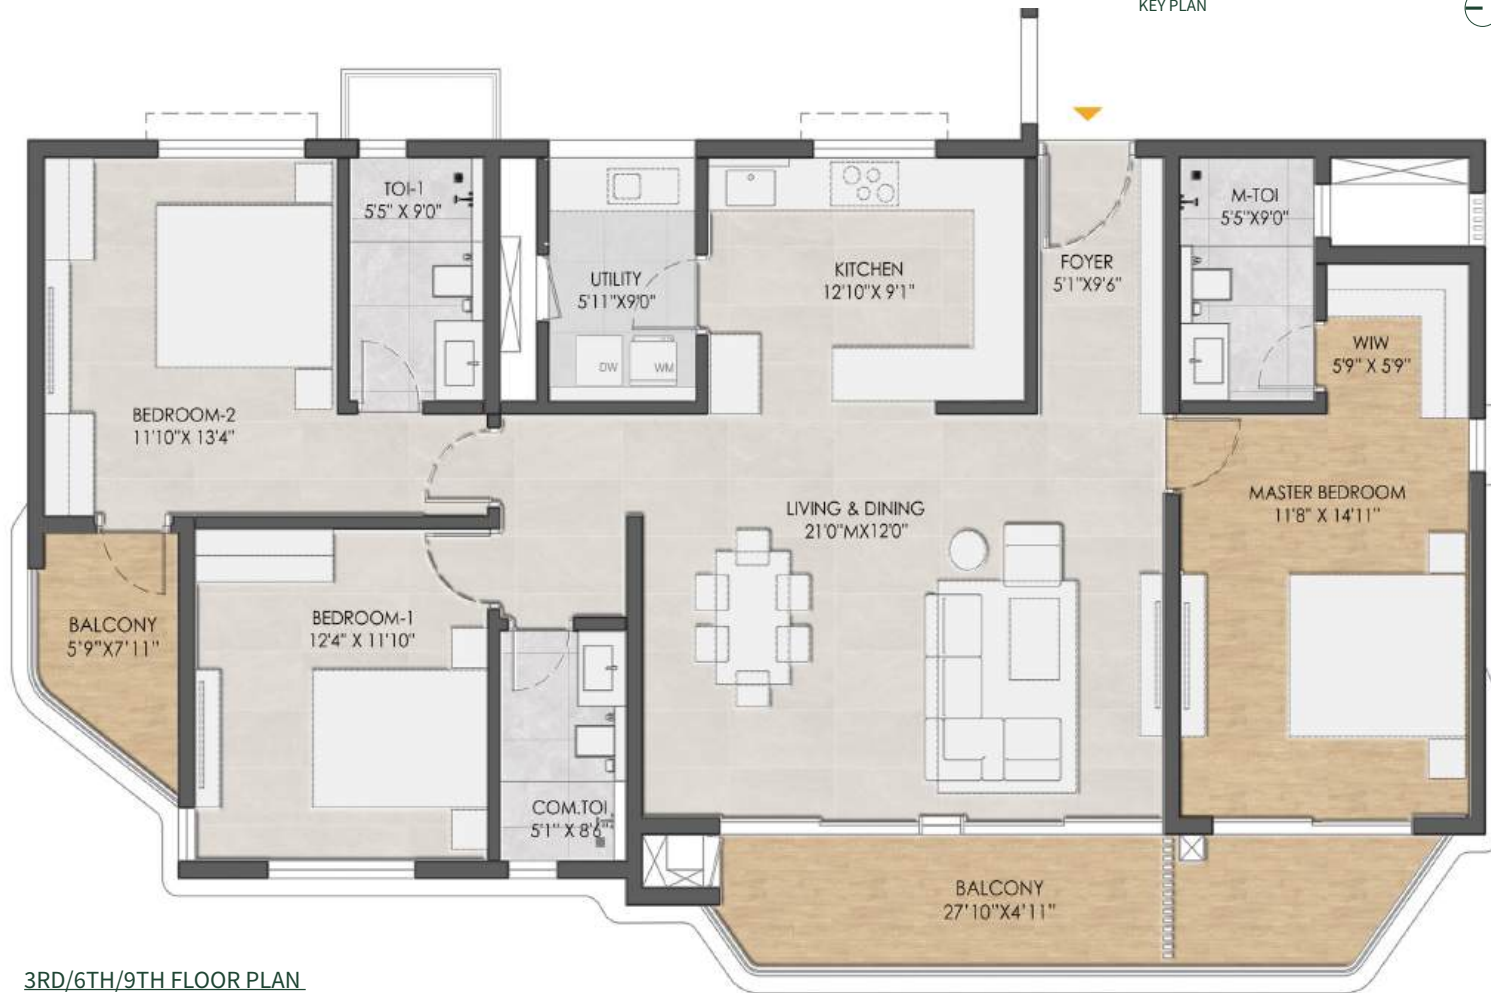 KEY PLAN
TOI-1
5'5" X 9'0"
M-TOI
5'5"X9'0"
UTILITY
5'11"X9'0"
KITCHEN
12'10"X 9'1"
FOYER
5'1"X9'6"
WIW
5'9" X 5'9"
DW
WM
BEDROOM-2
11'10"X 13'4"
LIVING & DINING
21'0"MX12'0"
MASTER BEDROOM
11'8" X 14'11"
BALCONY
5'9"X7'11"
BEDROOM-1
12'4" X 11'10"
COM.TOI
5'1" X 8'6"
BALCONY
27'10"X4'11"
3RD/6TH/9TH FLOOR PLAN